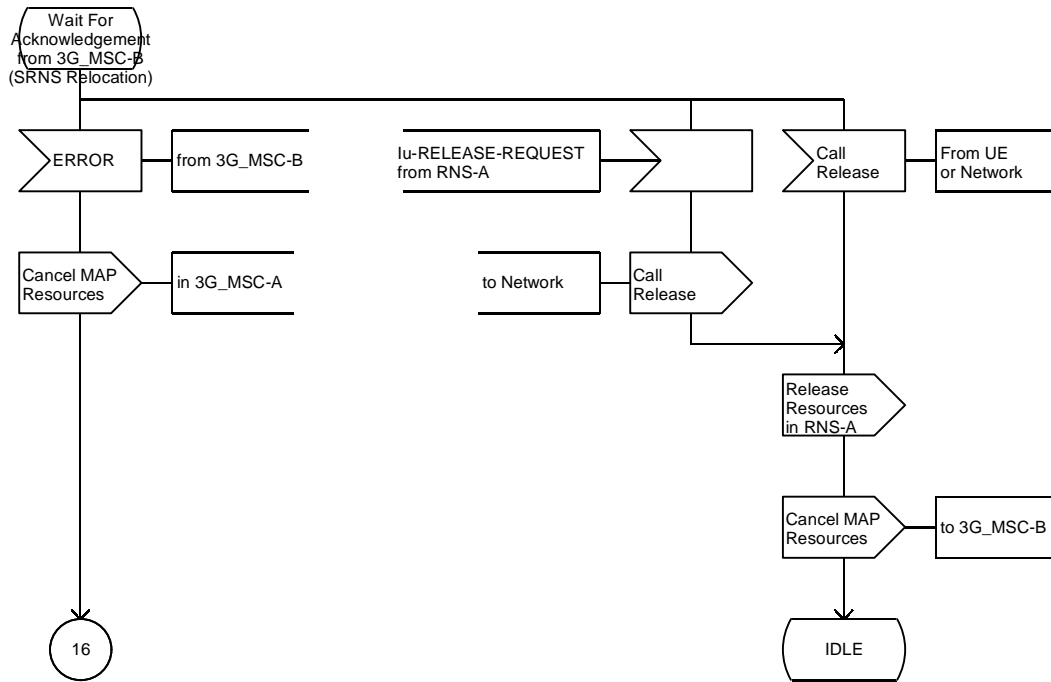 Wait For
Acknowledgement
from 3G_MSC-B
(SRNS Relocation)
ERROR
from 3G_MSC-B
Iu-RELEASE-REQUEST
from RNS-A
Call
Release
From UE
or Network
Cancel MAP
Resources
in 3G_MSC-A
to Network
Call
Release
Release
Resources
in RNS-A
Cancel MAP
Resources
to 3G_MSC-B
16
IDLE